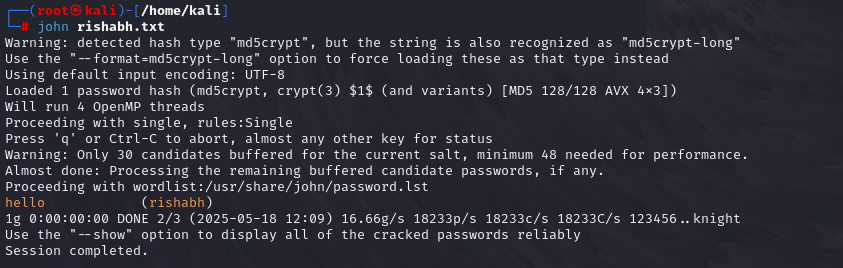 ┌──(root㉿kali)-[/home/kali]
└─# john rishabh.txt
Warning: detected hash type "md5crypt", but the string is also recognized as "md5crypt-long"
Use the "--format=md5crypt-long" option to force loading these as that type instead
Using default input encoding: UTF-8
Loaded 1 password hash (md5crypt, crypt(3) $1$ (and variants) [MD5 128/128 AVX 4×3])
Will run 4 OpenMP threads
Proceeding with single, rules:Single
Press 'q' or Ctrl-C to abort, almost any other key for status
Warning: Only 30 candidates buffered for the current salt, minimum 48 needed for performance.
Almost done: Processing the remaining buffered candidate passwords, if any.
Proceeding with wordlist:/usr/share/john/password.lst
hello            (rishabh)
1g 0:00:00:00 DONE 2/3 (2025-05-18 12:09) 16.66g/s 18233p/s 18233c/s 18233C/s 123456..knight
Use the "--show" option to display all of the cracked passwords reliably
Session completed.